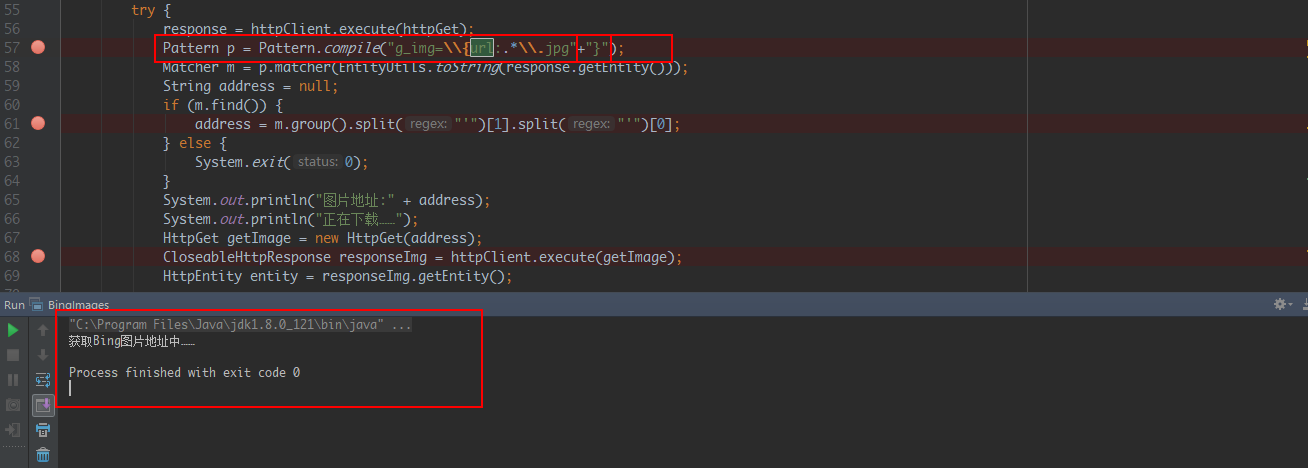 55 try {
56 response = httpClient.execute(httpGet);
57 Pattern p = Pattern.compile("g_img=\\{url:.*\\.jpg"+"}");
58 Matcher m = p.matcher(EntityUtils.toString(response.getEntity()));
59 String address = null;
60 if (m.find()) {
61 address = m.group().split( regex: "'")[1].split( regex: "'")[0];
62 } else {
63 System.exit( status: 0);
64 }
65 System.out.println("图片地址:" + address);
66 System.out.println("正在下载……");
67 HttpGet getImage = new HttpGet(address);
68 CloseableHttpResponse responseImg = httpClient.execute(getImage);
69 HttpEntity entity = responseImg.getEntity();
Run BingImages
"C:\Program Files\Java\jdk1.8.0_121\bin\java" ...
获取Bing图片地址中……
Process finished with exit code 0